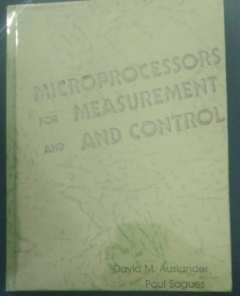 MICROPROCESSORS
FOR MEASUREMENT
AND AND CONTROL
David M. Auslander
Paul Sagues